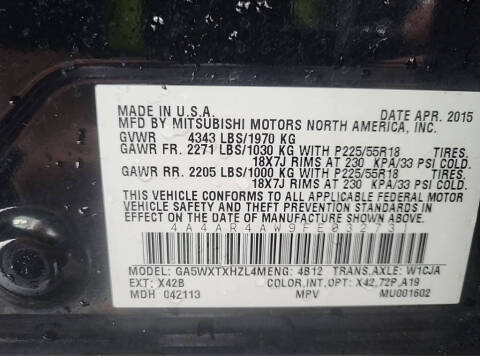 MADE IN U.S.A. DATE APR. 2015
MFD BY MITSUBISHI MOTORS NORTH AMERICA, INC.
GVWR 4343 LBS/1970 KG
GAWR FR. 2271 LBS/1030 KG WITH P225/55R18 TIRES,
18X7J RIMS AT 230 KPA/33 PSI COLD.
GAWR RR. 2205 LBS/1000 KG WITH P225/55R18 TIRES,
18X7J RIMS AT 230 KPA/33 PSI COLD.
THIS VEHICLE CONFORMS TO ALL APPLICABLE FEDERAL MOTOR
VEHICLE SAFETY AND THEFT PREVENTION STANDARDS IN EFFECT
ON THE DATE OF MANUFACTURE SHOWN ABOVE.
4A4AR4AW9FE032731
MODEL: GA5WXTXHZL4M ENG: 4B12 TRANS.AXLE: W1CJA
EXT: X42B COLOR,INT,OPT: X42,72P,A19
MDH 042113 MPV MU001602